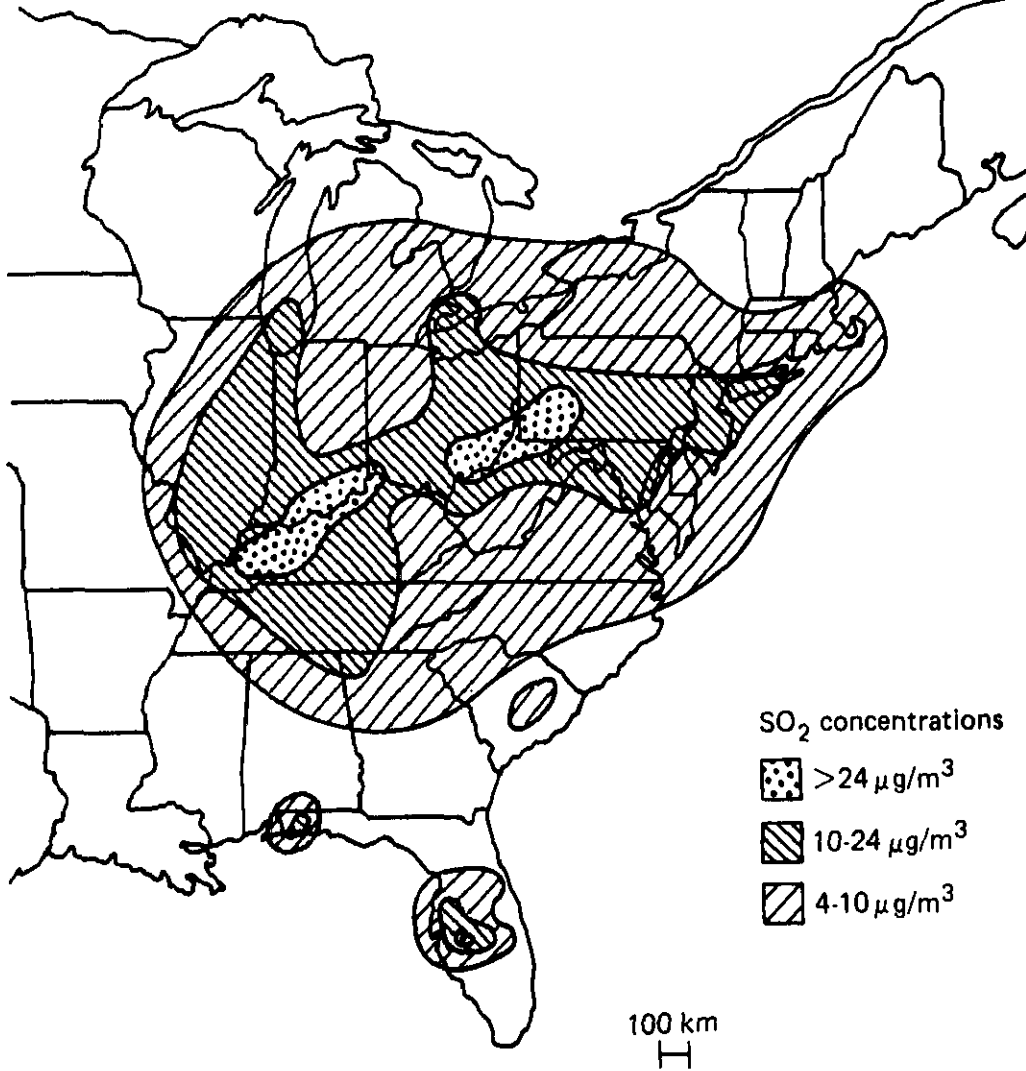 SO₂ concentrations
>24 μg/m³
10-24 μg/m³
4-10 μg/m³
100 km